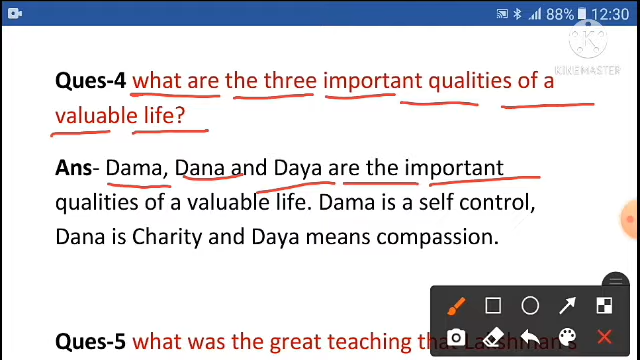 88% 12:30
K
KINEMASTER
Ques-4 what are the three important qualities of a
valuable life?
Ans- Dama, Dana and Daya are the important
qualities of a valuable life. Dama is a self control,
Dana is Charity and Daya means compassion.
Ques-5 what was the great teaching that